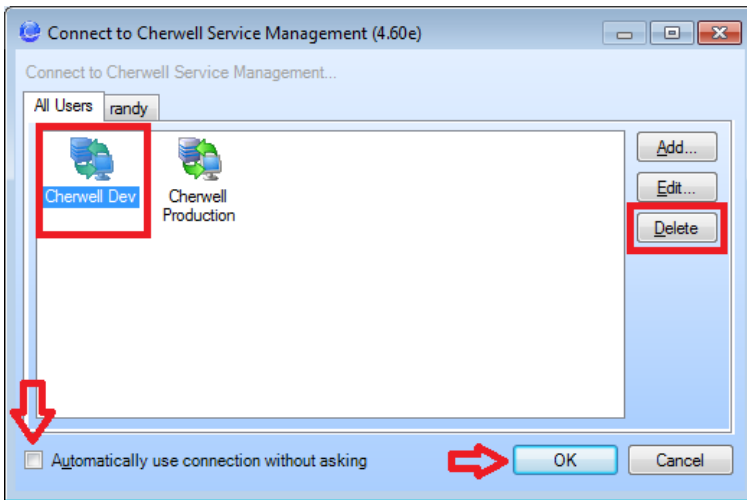 Connect to Cherwell Service Management (4.60e)
Connect to Cherwell Service Management...
All Users
randy
Cherwell Dev
Cherwell
Production
Add...
Edit...
Delete
Automatically use connection without asking
OK
Cancel